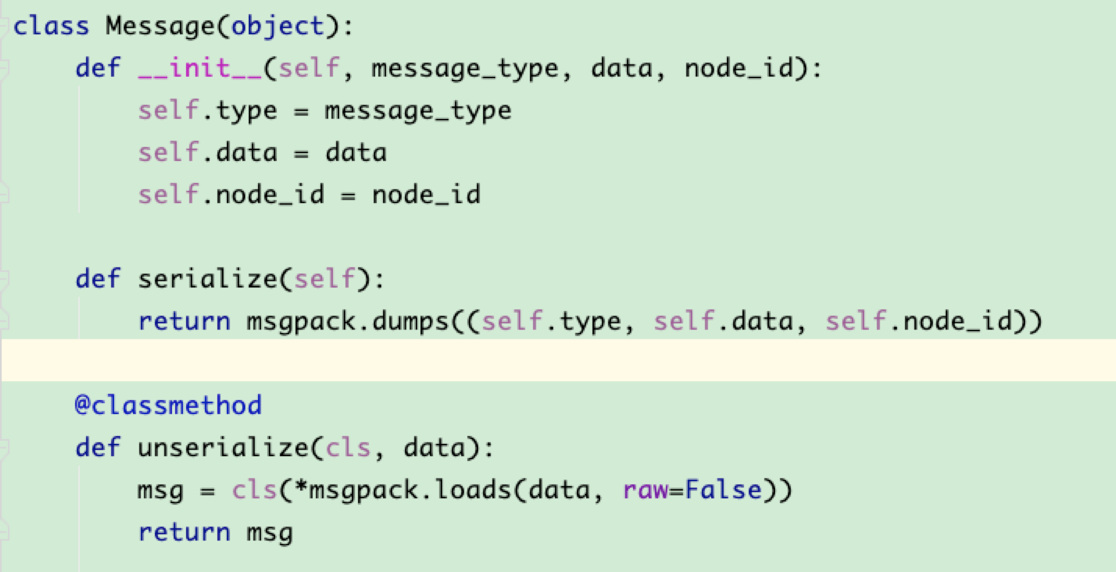 class Message(object):
    def __init__(self, message_type, data, node_id):
        self.type = message_type
        self.data = data
        self.node_id = node_id
    def serialize(self):
        return msgpack.dumps((self.type, self.data, self.node_id))
    @classmethod
    def unserialize(cls, data):
        msg = cls(*msgpack.loads(data, raw=False))
        return msg